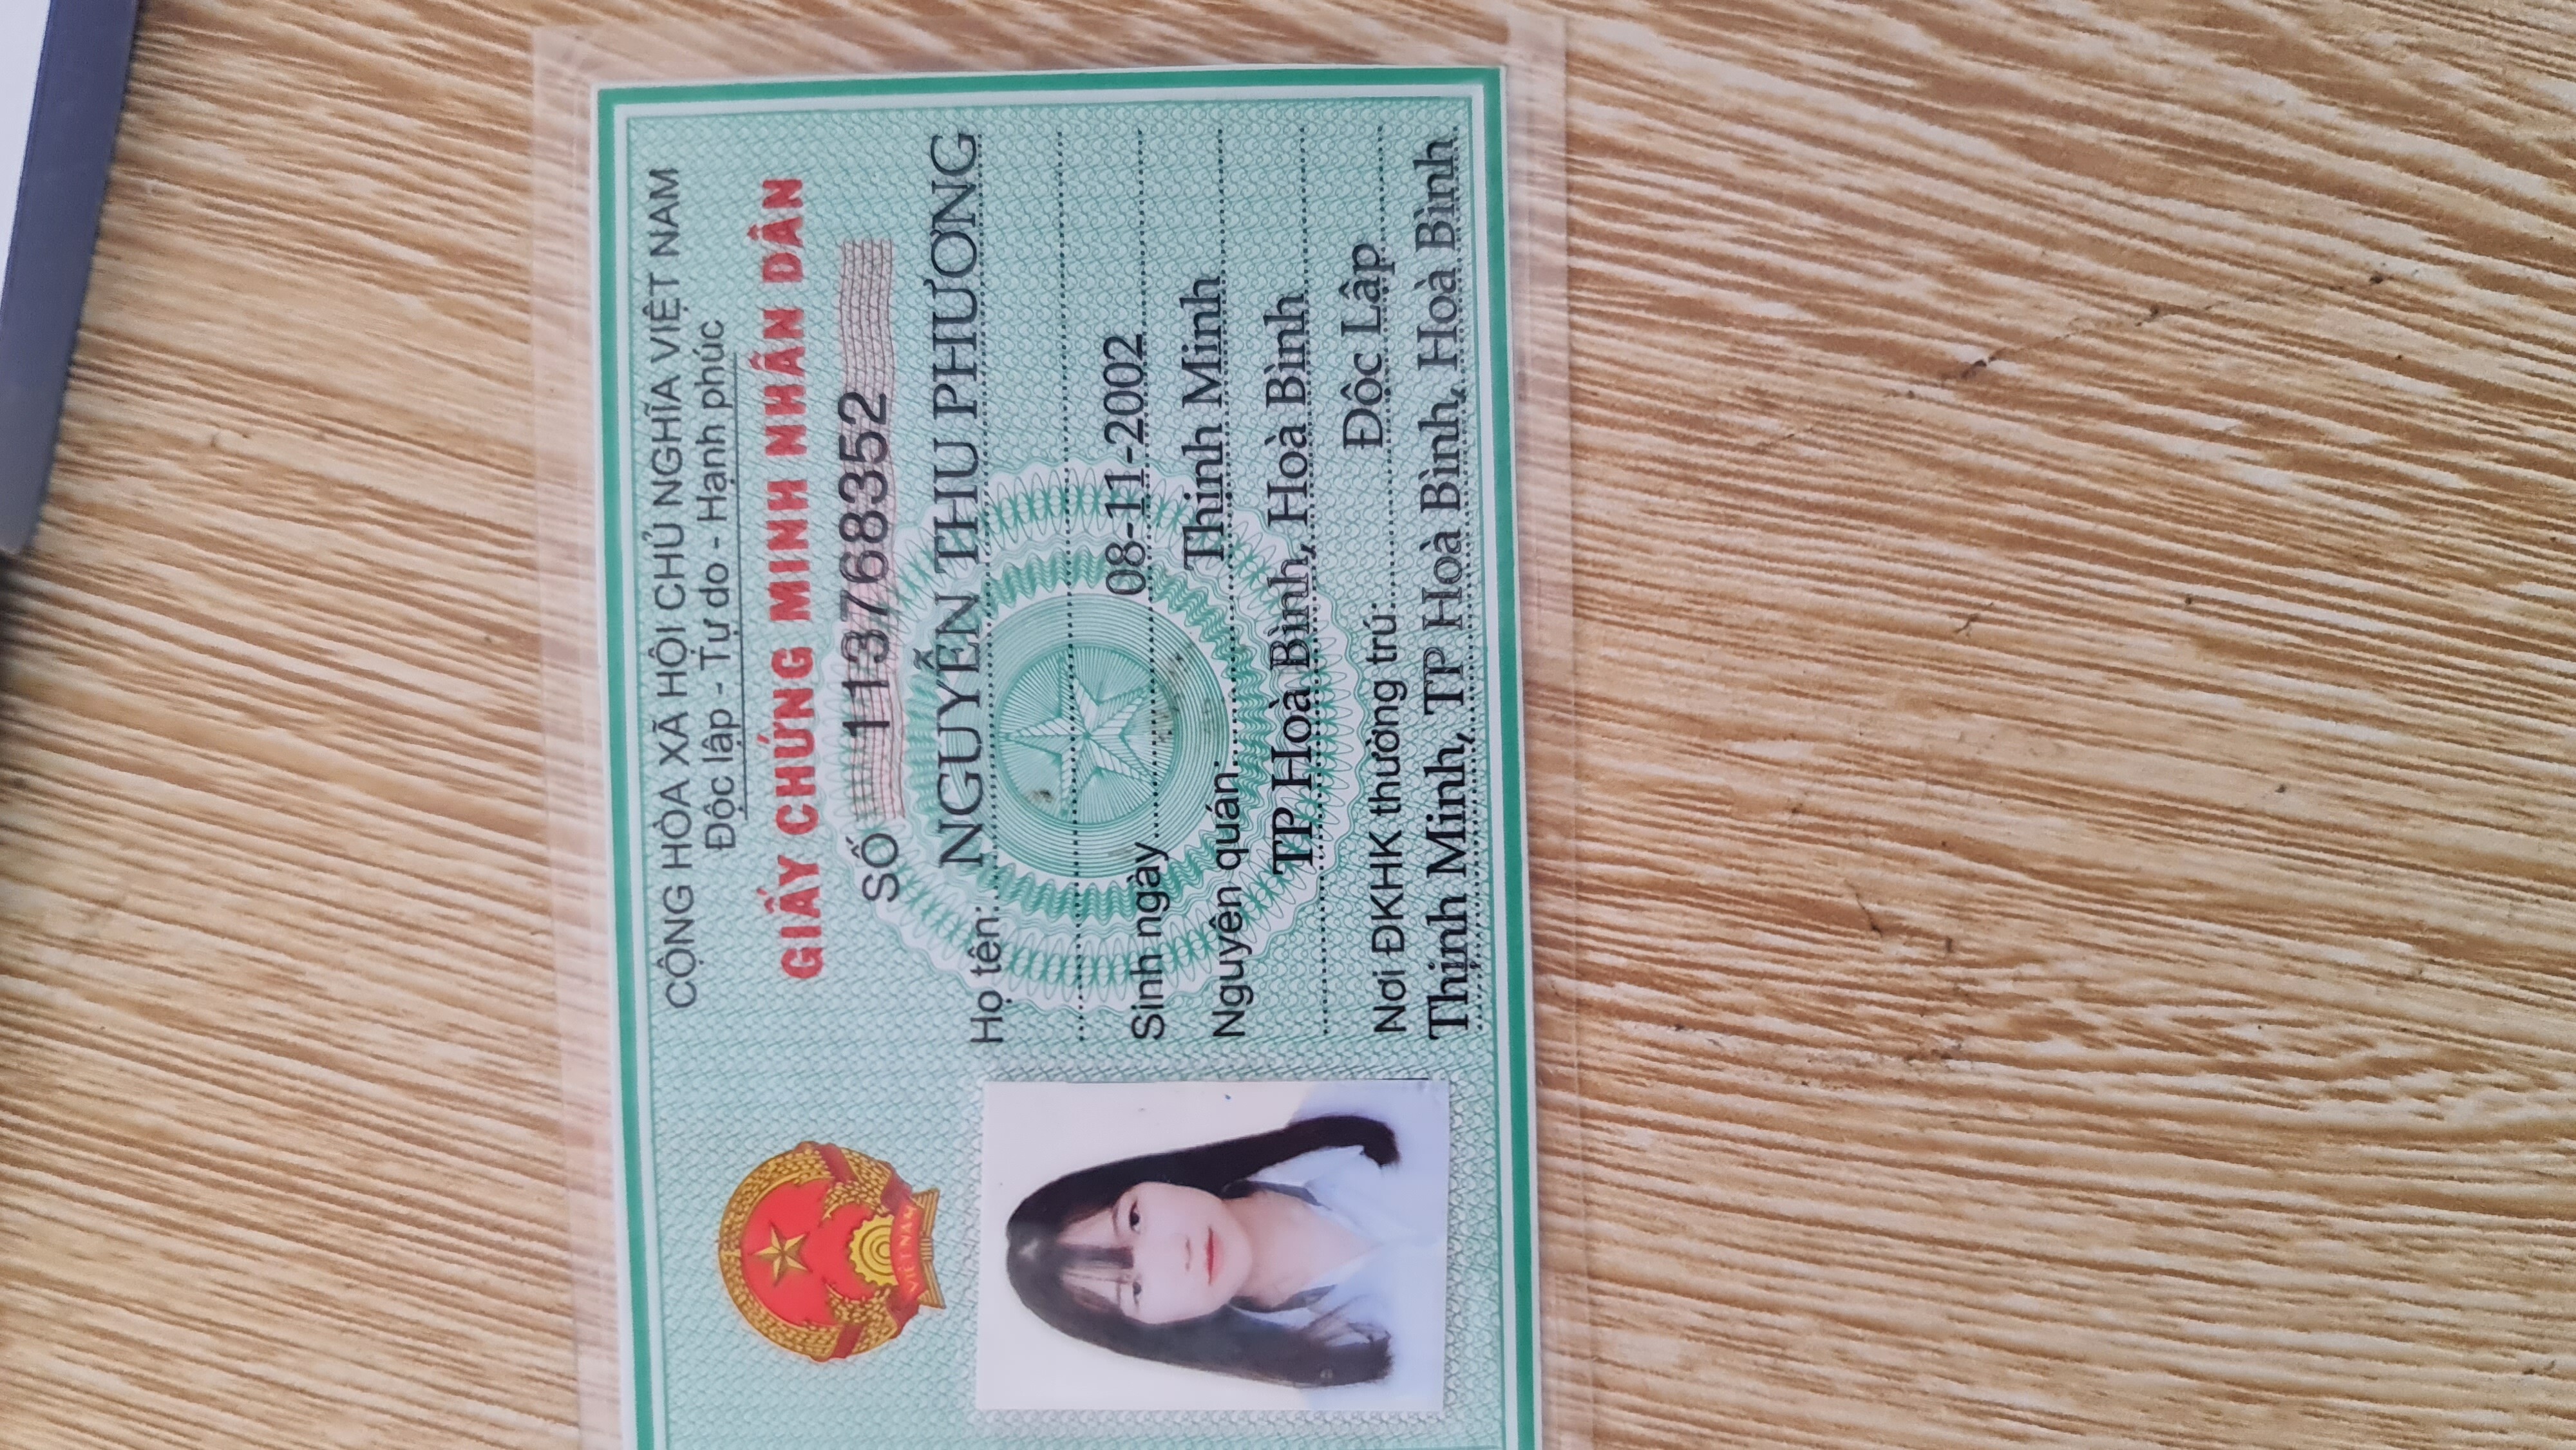 CỘNG HÒA XÃ HỘI CHỦ NGHĨA VIỆT NAM
Độc lập - Tự do - Hạnh phúc
GIẤY CHỨNG MINH NHÂN DÂN
SỐ 113768352
Họ tên: NGUYỄN THU PHƯƠNG
Sinh ngày 08-11-2002
Nguyên quán: Thịnh Minh
TP Hoà Bình, Hoà Bình
Nơi ĐKHK thường trú: Độc Lập
Thịnh Minh, TP Hoà Bình, Hoà Bình
VIỆT NAM